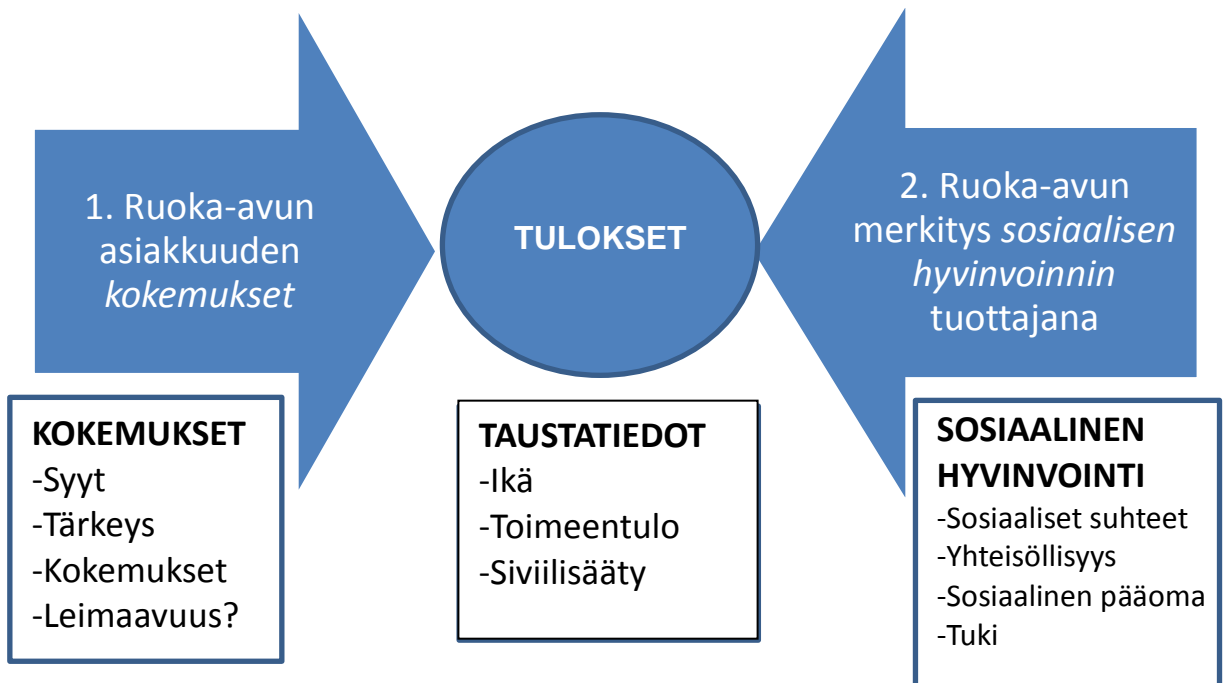 1. Ruoka-avun
asiakkuuden
kokemukset
TULOKSET
2. Ruoka-avun
merkitys sosiaalisen
hyvinvoinnin
tuottajana
KOKEMUKSET
-Syyt
-Tärkeys
-Kokemukset
-Leimaavuus?
TAUSTATIEDOT
-Ikä
-Toimeentulo
-Siviilisääty
SOSIAALINEN
HYVINVOINTI
-Sosiaaliset suhteet
-Yhteisöllisyys
-Sosiaalinen pääoma
-Tuki